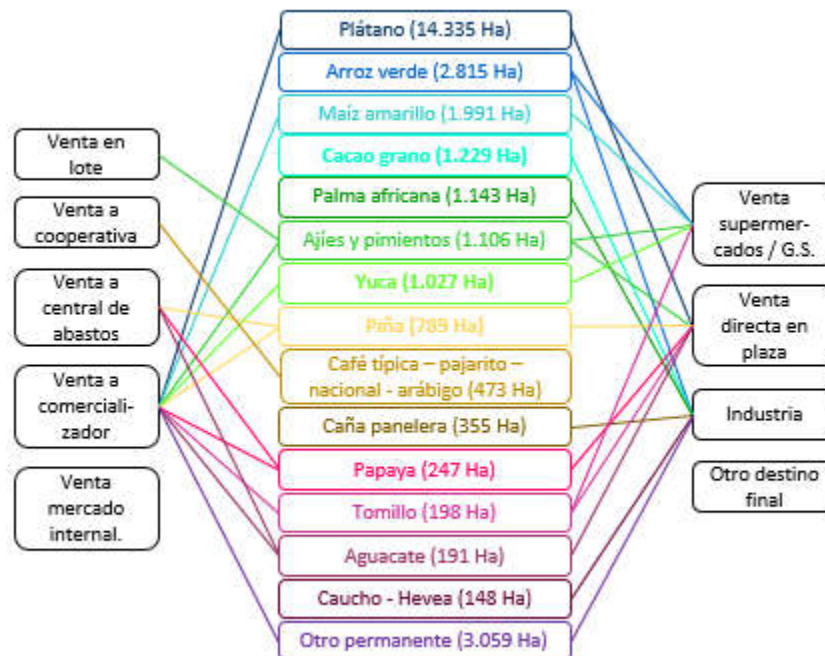 Venta en
lote
Venta a
cooperativa
Venta a
central de
abastos
Venta a
comerciali-
zador
Venta
mercado
internal.
Plátano (14.335 Ha)
Arroz verde (2.815 Ha)
Maíz amarillo (1.991 Ha)
Cacao grano (1.229 Ha)
Palma africana (1.143 Ha)
Ajíes y pimientos (1.106 Ha)
Yuca (1.027 Ha)
Piña (789 Ha)
Café típica – pajarito –
nacional - arábigo (473 Ha)
Caña panelera (355 Ha)
Papaya (247 Ha)
Tomillo (198 Ha)
Aguacate (191 Ha)
Caucho - Hevea (148 Ha)
Otro permanente (3.059 Ha)
Venta
supermer-
cados / G.S.
Venta
directa en
plaza
Industria
Otro destino
final